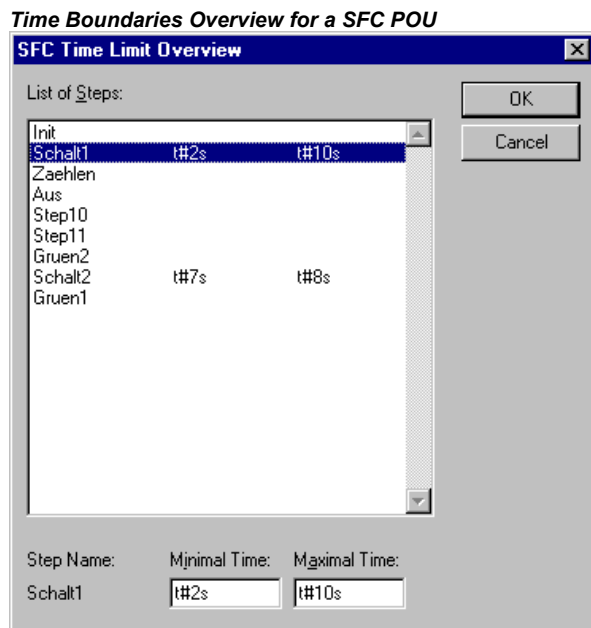 Time Boundaries Overview for a SFC POU
SFC Time Limit Overview
List of Steps:
OK
Cancel
Init
Schalt1 t#2s t#10s
Zaehlen
Aus
Step10
Step11
Gruen2
Schalt2 t#7s t#8s
Gruen1
Step Name: Minimal Time: Maximal Time:
Schalt1 t#2s t#10s